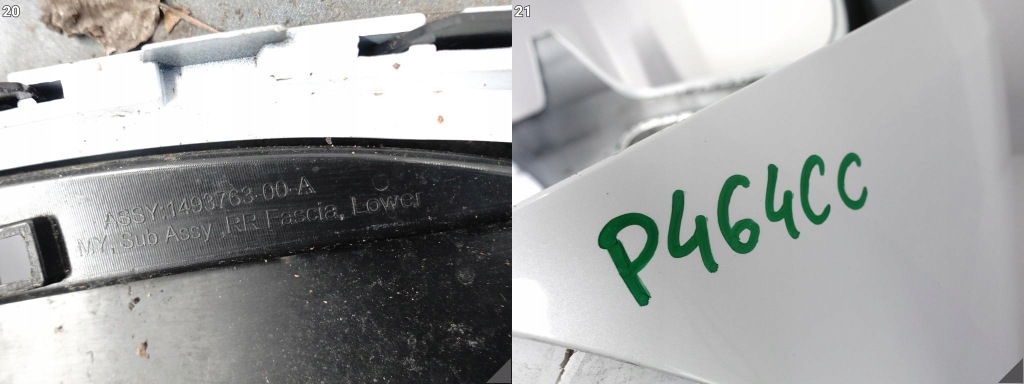 20
ASSY:1493763-00-A
MY, Sub Assy, RR Fascia, Lower
21
P464CC